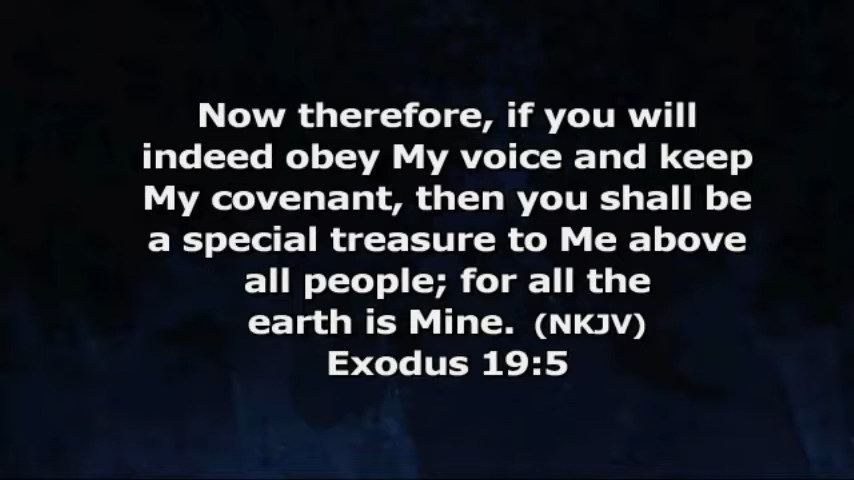 Now therefore, if you will
indeed obey My voice and keep
My covenant, then you shall be
a special treasure to Me above
all people; for all the
earth is Mine. (NKJV)
Exodus 19:5